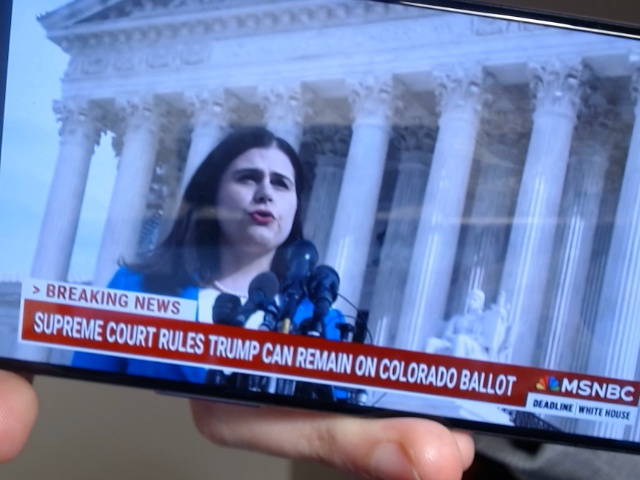 > BREAKING NEWS
SUPREME COURT RULES TRUMP CAN REMAIN ON COLORADO BALLOT
MSNBC
DEADLINE WHITE HOUSE